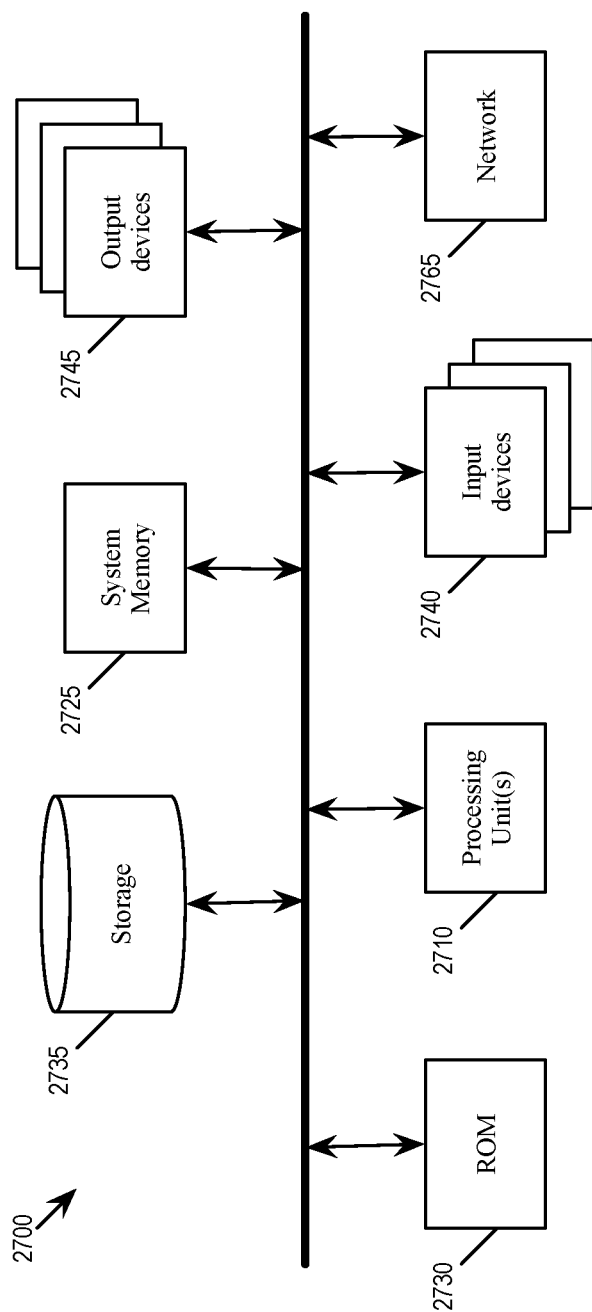 2700
2735
Storage
2725
System
Memory
2745
Output
devices
2730
ROM
2710
Processing
Unit(s)
2740
Input
devices
2765
Network